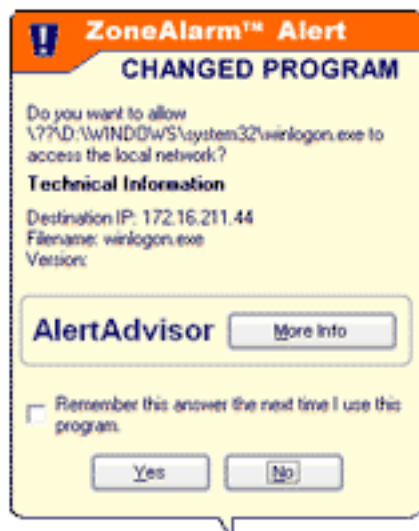 ZoneAlarm™ Alert
CHANGED PROGRAM
Do you want to allow
\??\D:\WINDOWS\system32\winlogon.exe to
access the local network?
Technical Information
Destination IP: 172.16.211.44
Filename: winlogon.exe
Version:
AlertAdvisor
More Info
Remember this answer the next time I use this
program.
Yes
No